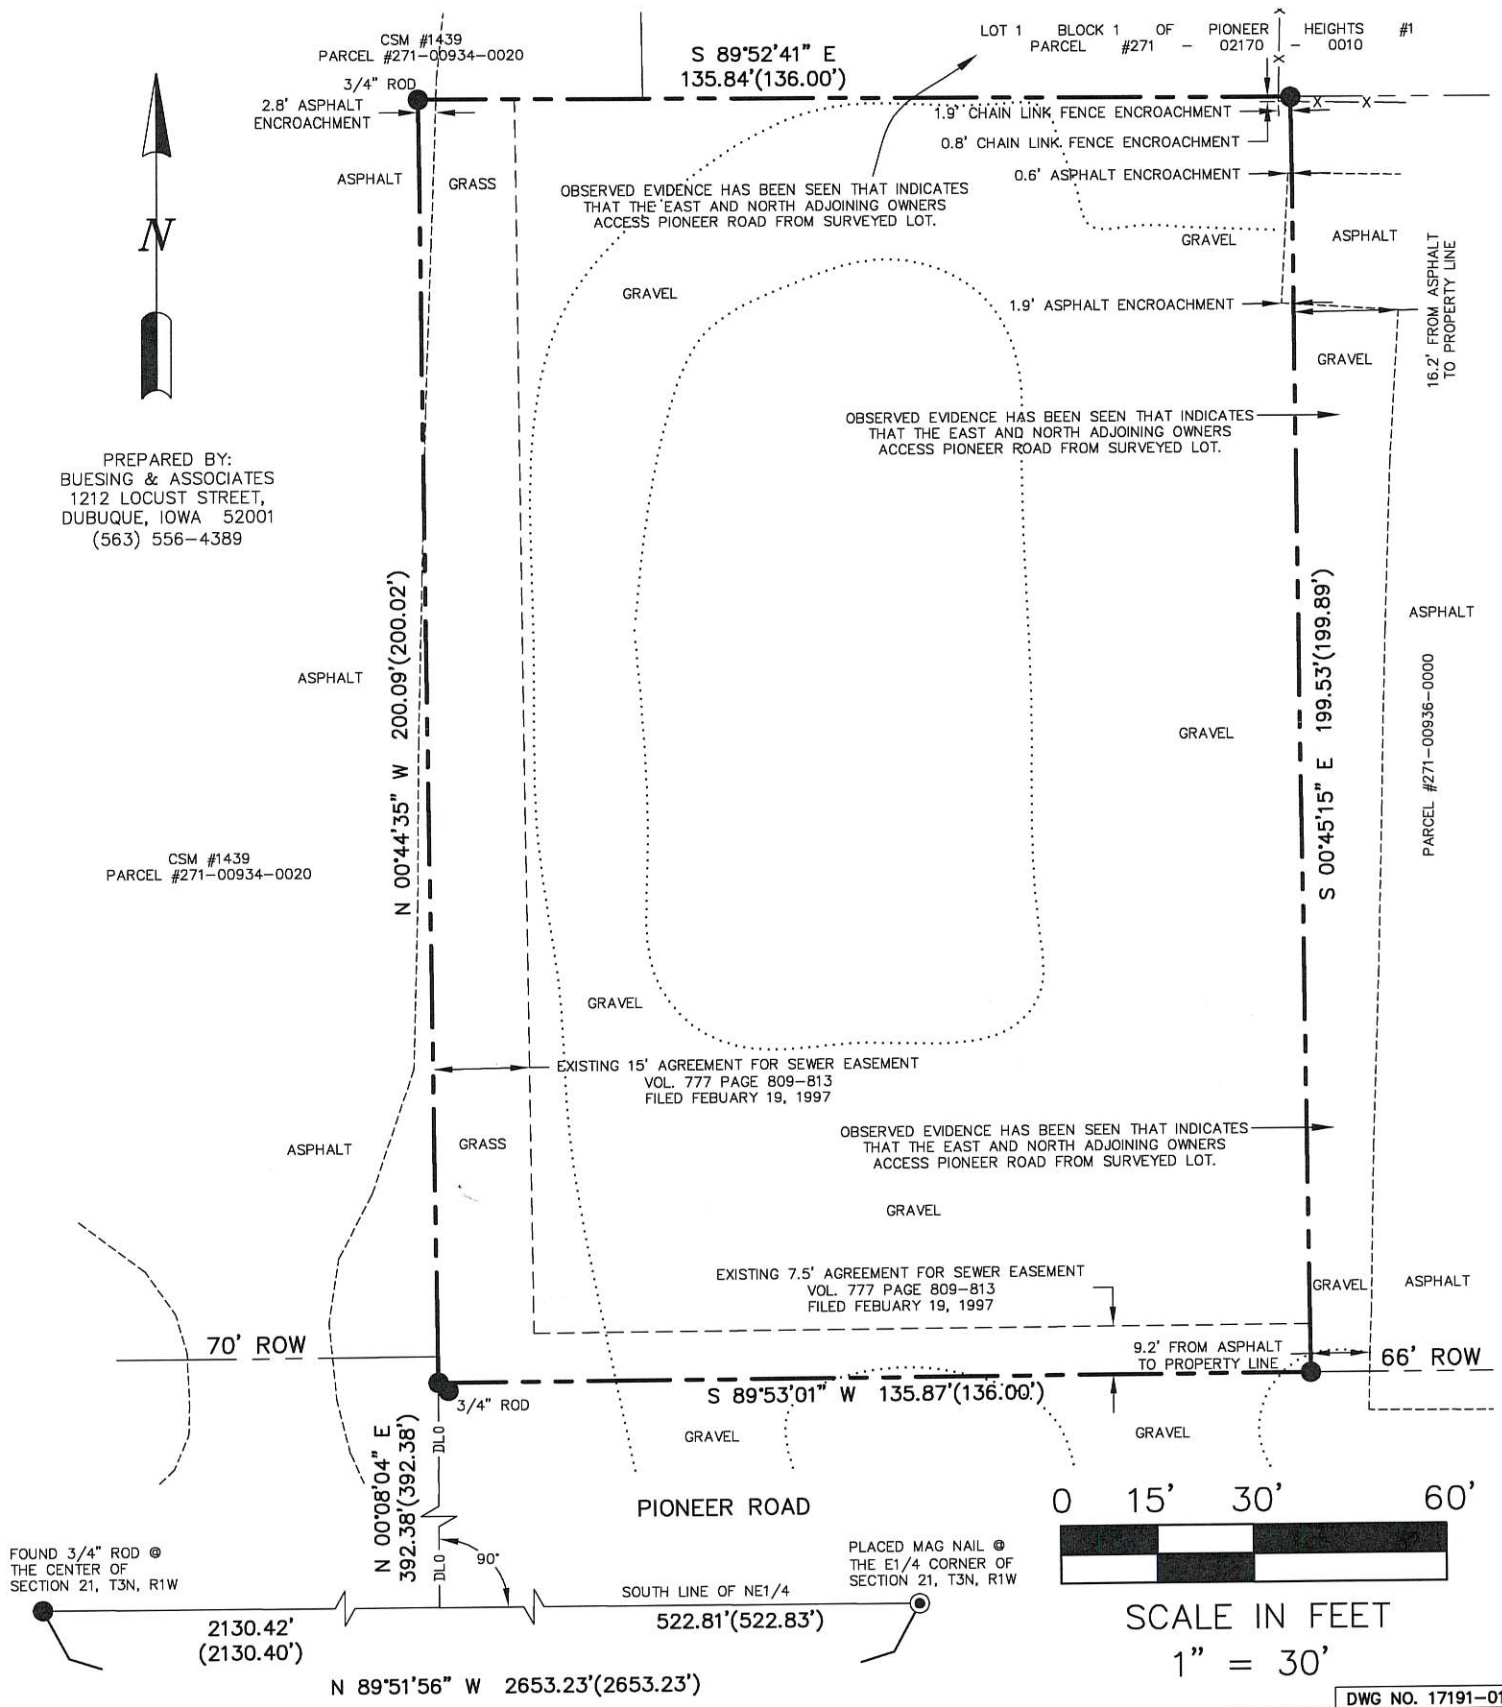 CSM #1439
PARCEL #271-00934-0020
S 89°52'41" E
135.84'(136.00')
LOT 1 BLOCK 1 OF PIONEER HEIGHTS #1
PARCEL #271 - 02170 - 0010
3/4" ROD
2.8' ASPHALT
ENCROACHMENT
X
X
X
X
1.9' CHAIN LINK FENCE ENCROACHMENT
0.8' CHAIN LINK FENCE ENCROACHMENT
0.6' ASPHALT ENCROACHMENT
ASPHALT
GRASS
OBSERVED EVIDENCE HAS BEEN SEEN THAT INDICATES
THAT THE EAST AND NORTH ADJOINING OWNERS
ACCESS PIONEER ROAD FROM SURVEYED LOT.
N
GRAVEL
ASPHALT
GRAVEL
1.9' ASPHALT ENCROACHMENT
16.2' FROM ASPHALT
TO PROPERTY LINE
GRAVEL
OBSERVED EVIDENCE HAS BEEN SEEN THAT INDICATES
THAT THE EAST AND NORTH ADJOINING OWNERS
ACCESS PIONEER ROAD FROM SURVEYED LOT.
PREPARED BY:
BUESING & ASSOCIATES
1212 LOCUST STREET,
DUBUQUE, IOWA 52001
(563) 556-4389
N 00°44'35" W 200.09'(200.02')
S 00°45'15" E 199.53'(199.89')
ASPHALT
ASPHALT
PARCEL #271-00936-0000
GRAVEL
CSM #1439
PARCEL #271-00934-0020
GRAVEL
EXISTING 15' AGREEMENT FOR SEWER EASEMENT
VOL. 777 PAGE 809-813
FILED FEBUARY 19, 1997
ASPHALT
GRASS
OBSERVED EVIDENCE HAS BEEN SEEN THAT INDICATES
THAT THE EAST AND NORTH ADJOINING OWNERS
ACCESS PIONEER ROAD FROM SURVEYED LOT.
GRAVEL
EXISTING 7.5' AGREEMENT FOR SEWER EASEMENT
VOL. 777 PAGE 809-813
FILED FEBUARY 19, 1997
GRAVEL
ASPHALT
70' ROW
9.2' FROM ASPHALT
TO PROPERTY LINE
66' ROW
3/4" ROD
S 89°53'01" W 135.87'(136.00')
GRAVEL
GRAVEL
N 00°08'04" E
392.38'(392.38')
DLO
DLO
PIONEER ROAD
0 15' 30' 60'
FOUND 3/4" ROD @
THE CENTER OF
SECTION 21, T3N, R1W
90°
PLACED MAG NAIL @
THE E1/4 CORNER OF
SECTION 21, T3N, R1W
SOUTH LINE OF NE1/4
2130.42'
(2130.40')
522.81'(522.83')
SCALE IN FEET
1" = 30'
N 89°51'56" W 2653.23'(2653.23')
DWG NO. 17191-01